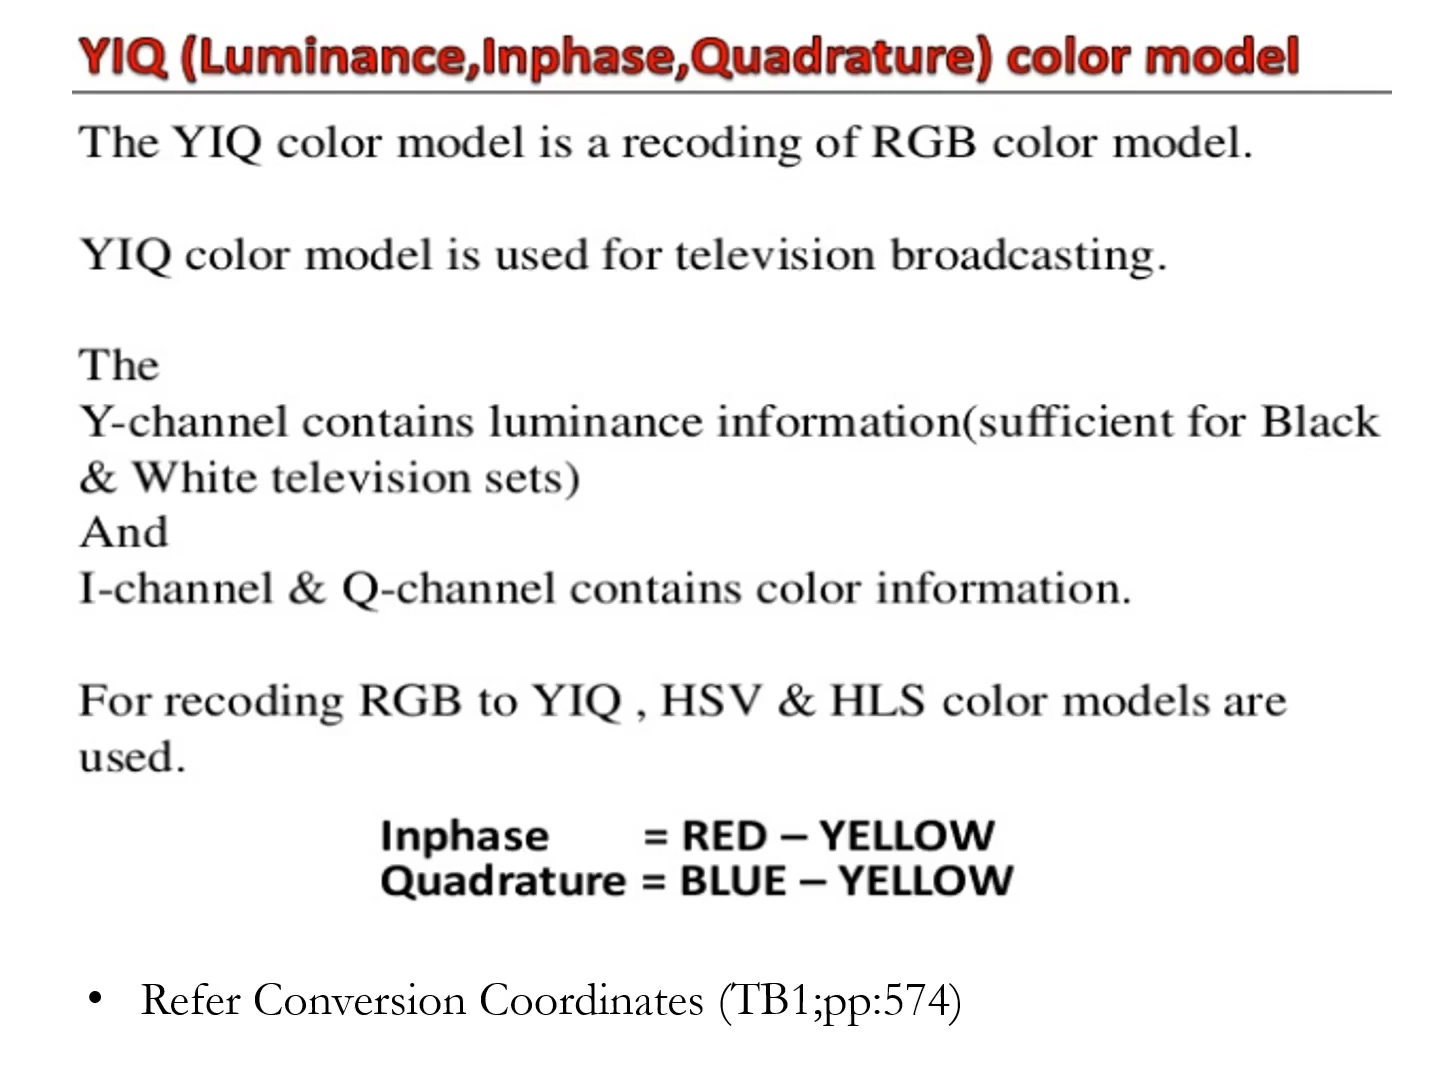 YIQ (Luminance,Inphase,Quadrature) color model
The YIQ color model is a recoding of RGB color model.
YIQ color model is used for television broadcasting.
The
Y-channel contains luminance information(sufficient for Black
& White television sets)
And
I-channel & Q-channel contains color information.
For recoding RGB to YIQ , HSV & HLS color models are
used.
Inphase = RED – YELLOW
Quadrature = BLUE – YELLOW
• Refer Conversion Coordinates (TB1;pp:574)